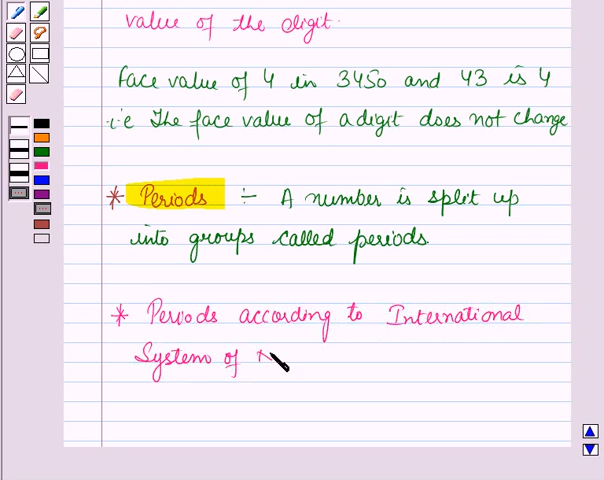 value of the digit.
Face value of 4 in 3450 and 43 is 4
i.e The face value of a digit does not change
* Periods ÷ A number is split up
into groups called periods.
* Periods according to International
System of